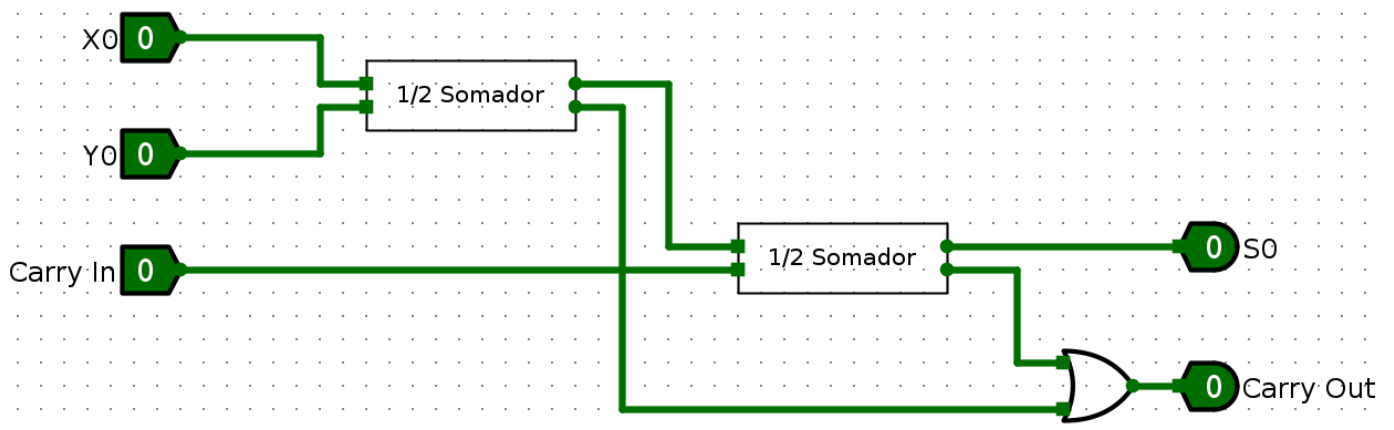 X0 0
1/2 Somador
Y0 0
1/2 Somador
0 S0
Carry In 0
0 Carry Out